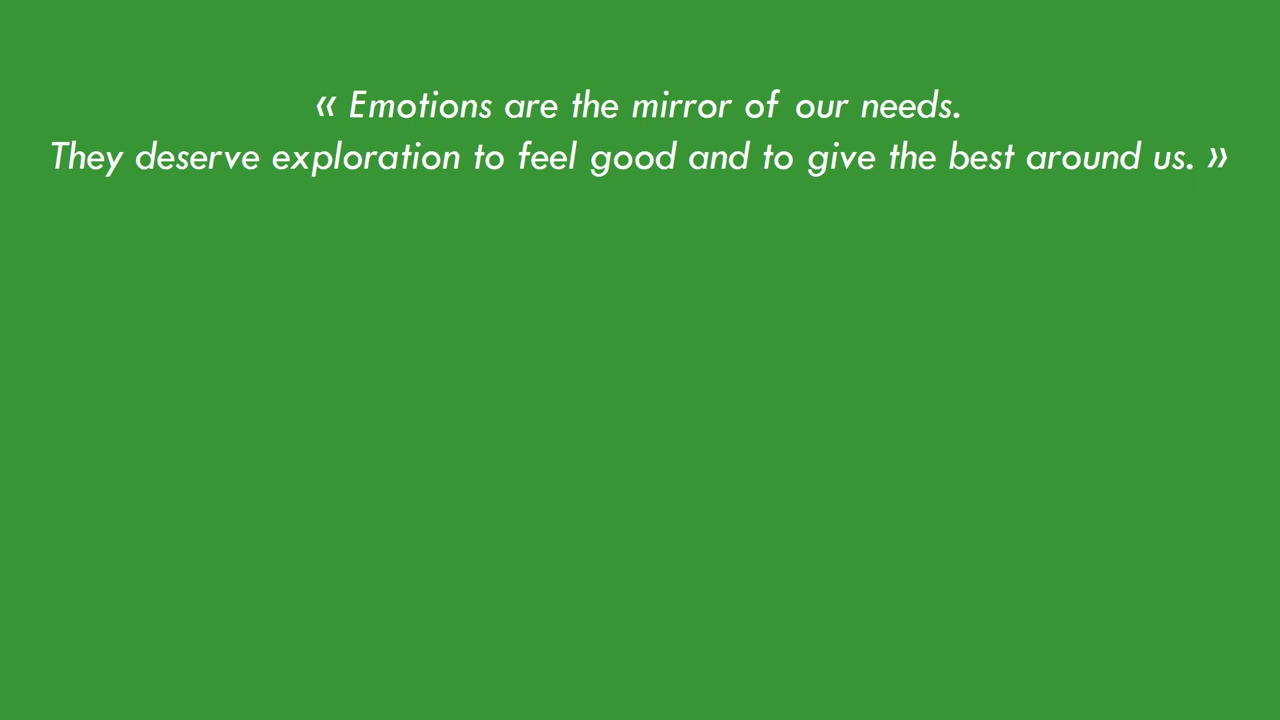 « Emotions are the mirror of our needs.
They deserve exploration to feel good and to give the best around us. »